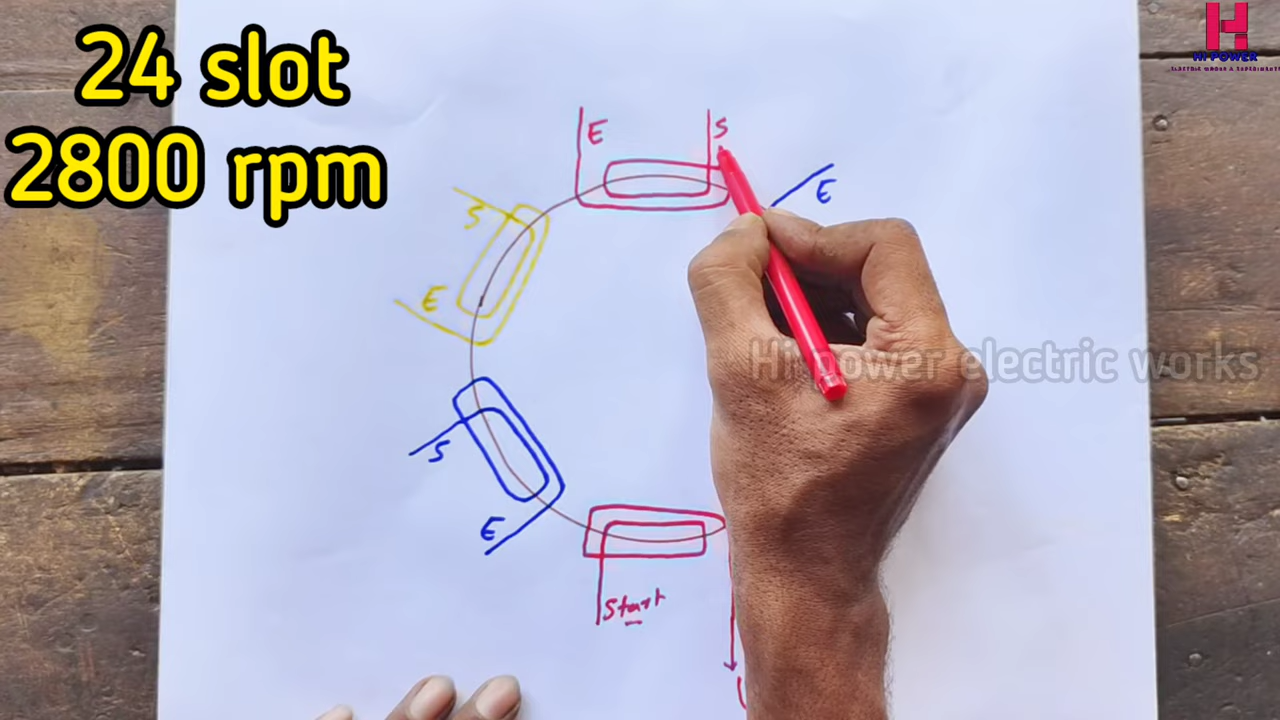 24 slot
2800 rpm
H
HI-POWER
E
S
E
S
E
Hi power electric works
S
E
Start